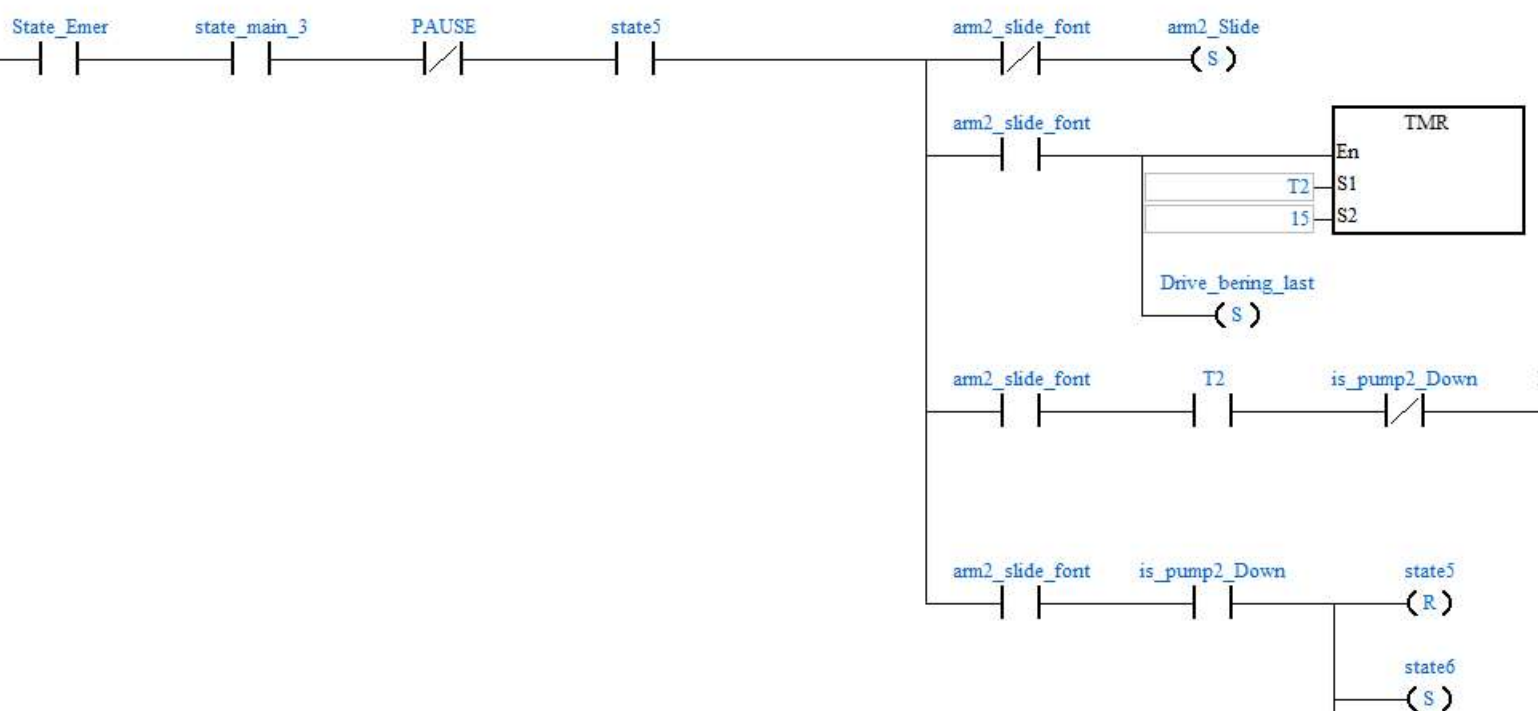 State_Emer state_main_3 PAUSE state5 arm2_slide_font arm2_Slide
S
arm2_slide_font TMR
En
T2 S1
15 S2
Drive_bering_last
S
arm2_slide_font T2 is_pump2_Down
arm2_slide_font is_pump2_Down state5
R
state6
S